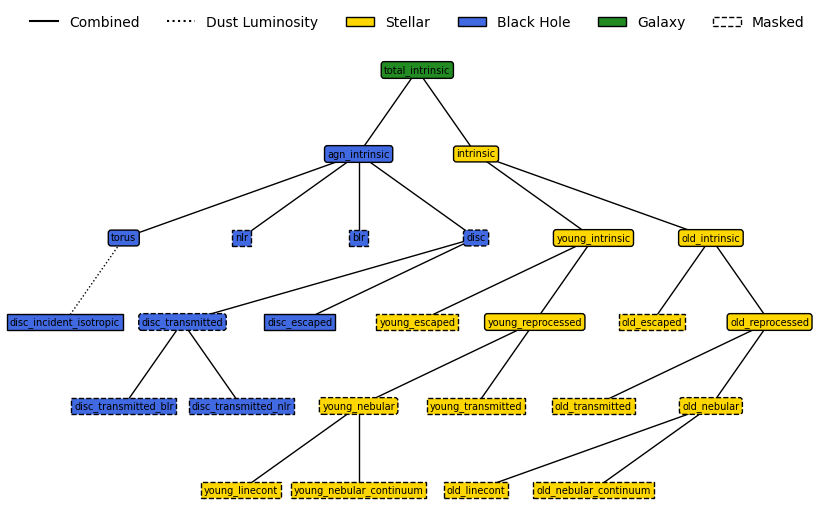 Combined Dust Luminosity Stellar Black Hole Galaxy Masked
total_intrinsic
agn_intrinsic intrinsic
torus nlr blr disc young_intrinsic old_intrinsic
disc_incident_isotropic disc_transmitted disc_escaped young_escaped young_reprocessed old_escaped old_reprocessed
disc_transmitted_blr disc_transmitted_nlr young_nebular young_transmitted old_transmitted old_nebular
young_linecont young_nebular_continuum old_linecont old_nebular_continuum